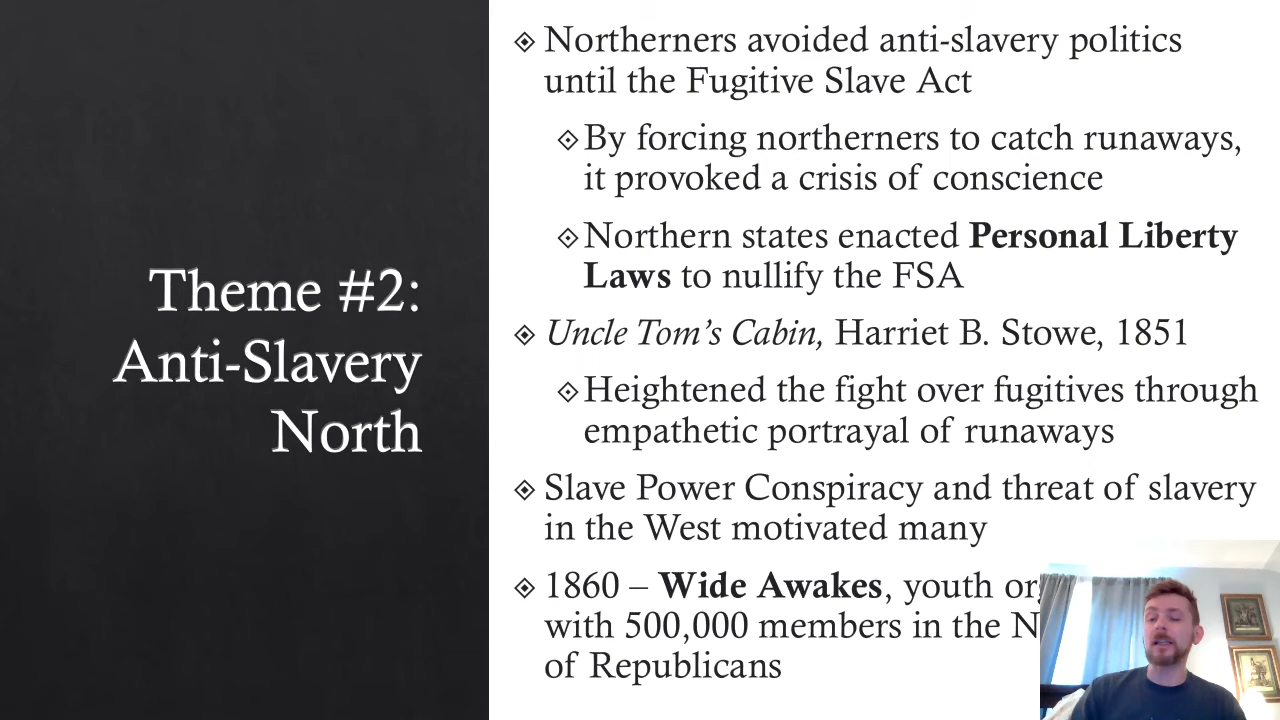 Theme #2:
Anti-Slavery
North
Northerners avoided anti-slavery politics
until the Fugitive Slave Act
By forcing northerners to catch runaways,
it provoked a crisis of conscience
Northern states enacted Personal Liberty
Laws to nullify the FSA
Uncle Tom's Cabin, Harriet B. Stowe, 1851
Heightened the fight over fugitives through
empathetic portrayal of runaways
Slave Power Conspiracy and threat of slavery
in the West motivated many
1860 – Wide Awakes, youth
with 500,000 members in the
of Republicans